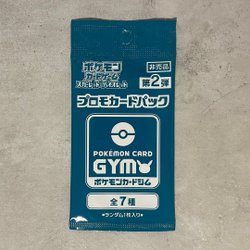 ポケモン
カードゲーム
スカーレット&バイオレット
非売品
第2弾
プロモカードパック
POKÉMON CARD
GYM
ポケモンカードジム
全7種
★ランダム1枚入り★